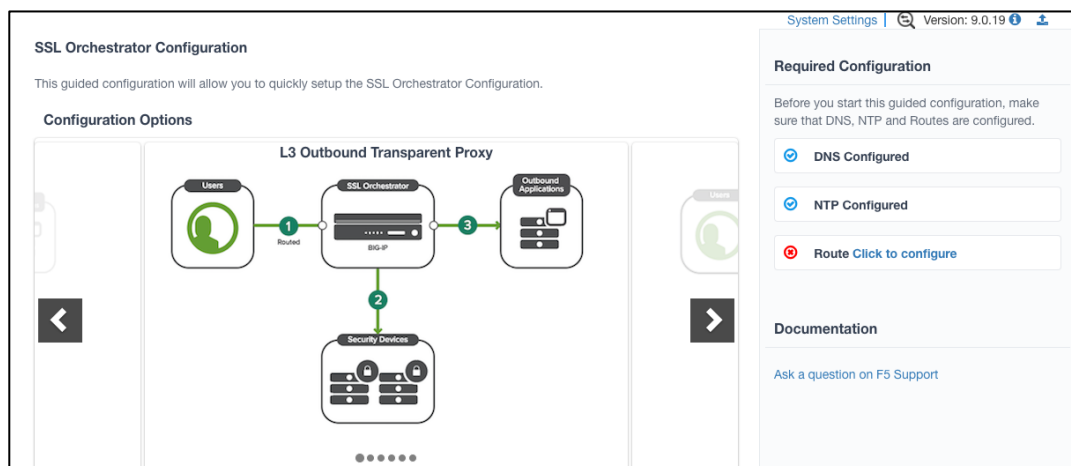 System Settings | Version: 9.0.19
SSL Orchestrator Configuration
This guided configuration will allow you to quickly setup the SSL Orchestrator Configuration.
Configuration Options
L3 Outbound Transparent Proxy
Users
SSL Orchestrator
Outbound
Applications
1
Routed
BIG-IP
3
2
Security Devices
Users
Required Configuration
Before you start this guided configuration, make
sure that DNS, NTP and Routes are configured.
DNS Configured
NTP Configured
Route Click to configure
Documentation
Ask a question on F5 Support